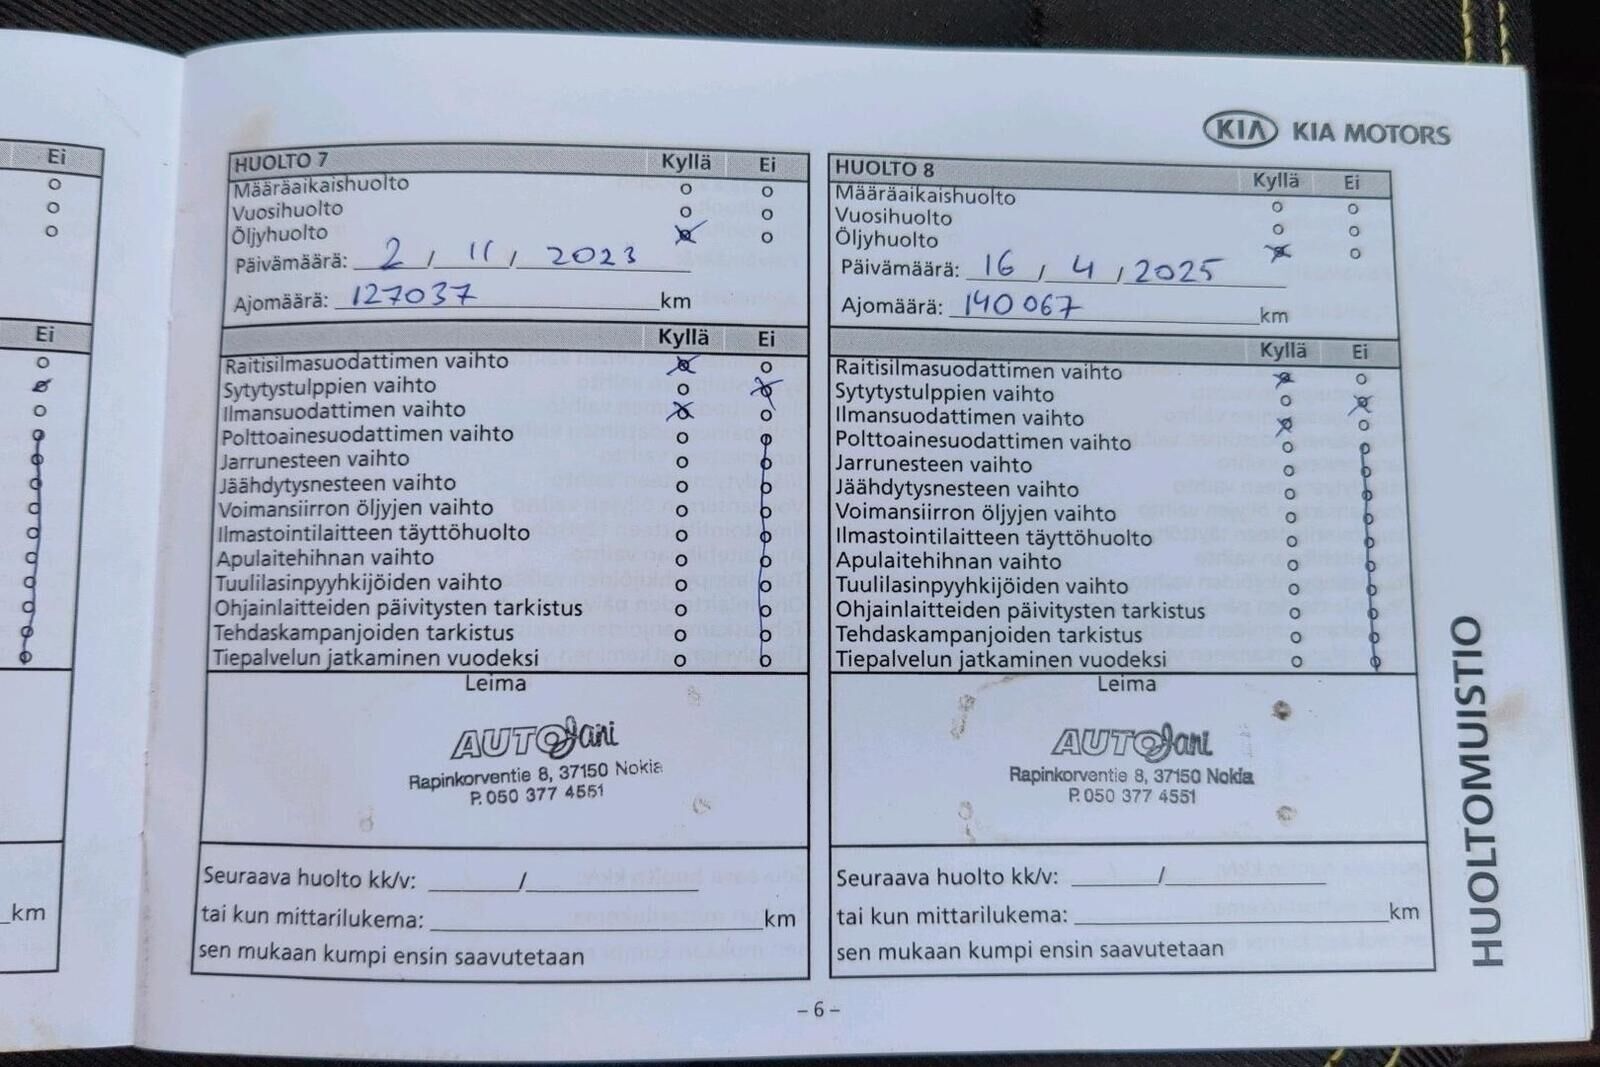 Ei
Ei
km
KIA KIA MOTORS
HUOLTO 7 Kyllä Ei
Määräaikaishuolto
Vuosihuolto
Öljyhuolto
Päivämäärä: 2 / 11 / 2023
Ajomäärä: 127037 km
Kyllä Ei
Raitisilmasuodattimen vaihto
Sytytystulppien vaihto
Ilmansuodattimen vaihto
Polttoainesuodattimen vaihto
Jarrunesteen vaihto
Jäähdytysnesteen vaihto
Voimansiirron öljyjen vaihto
Ilmastointilaitteen täyttöhuolto
Apulaitehihnan vaihto
Tuulilasinpyyhkijöiden vaihto
Ohjainlaitteiden päivitysten tarkistus
Tehdaskampanjoiden tarkistus
Tiepalvelun jatkaminen vuodeksi
Leima
AUTOJani
Rapinkorventie 8, 37150 Nokia
P. 050 377 4551
Seuraava huolto kk/v: /
tai kun mittarilukema: km
sen mukaan kumpi ensin saavutetaan
HUOLTO 8 Kyllä Ei
Määräaikaishuolto
Vuosihuolto
Öljyhuolto
Päivämäärä: 16 / 4 / 2025
Ajomäärä: 140 067 km
Kyllä Ei
Raitisilmasuodattimen vaihto
Sytytystulppien vaihto
Ilmansuodattimen vaihto
Polttoainesuodattimen vaihto
Jarrunesteen vaihto
Jäähdytysnesteen vaihto
Voimansiirron öljyjen vaihto
Ilmastointilaitteen täyttöhuolto
Apulaitehihnan vaihto
Tuulilasinpyyhkijöiden vaihto
Ohjainlaitteiden päivitysten tarkistus
Tehdaskampanjoiden tarkistus
Tiepalvelun jatkaminen vuodeksi
Leima
AUTOJani
Rapinkorventie 8, 37150 Nokia
P. 050 377 4551
Seuraava huolto kk/v: /
tai kun mittarilukema: km
sen mukaan kumpi ensin saavutetaan
HUOLTOMUISTIO
– 6 –